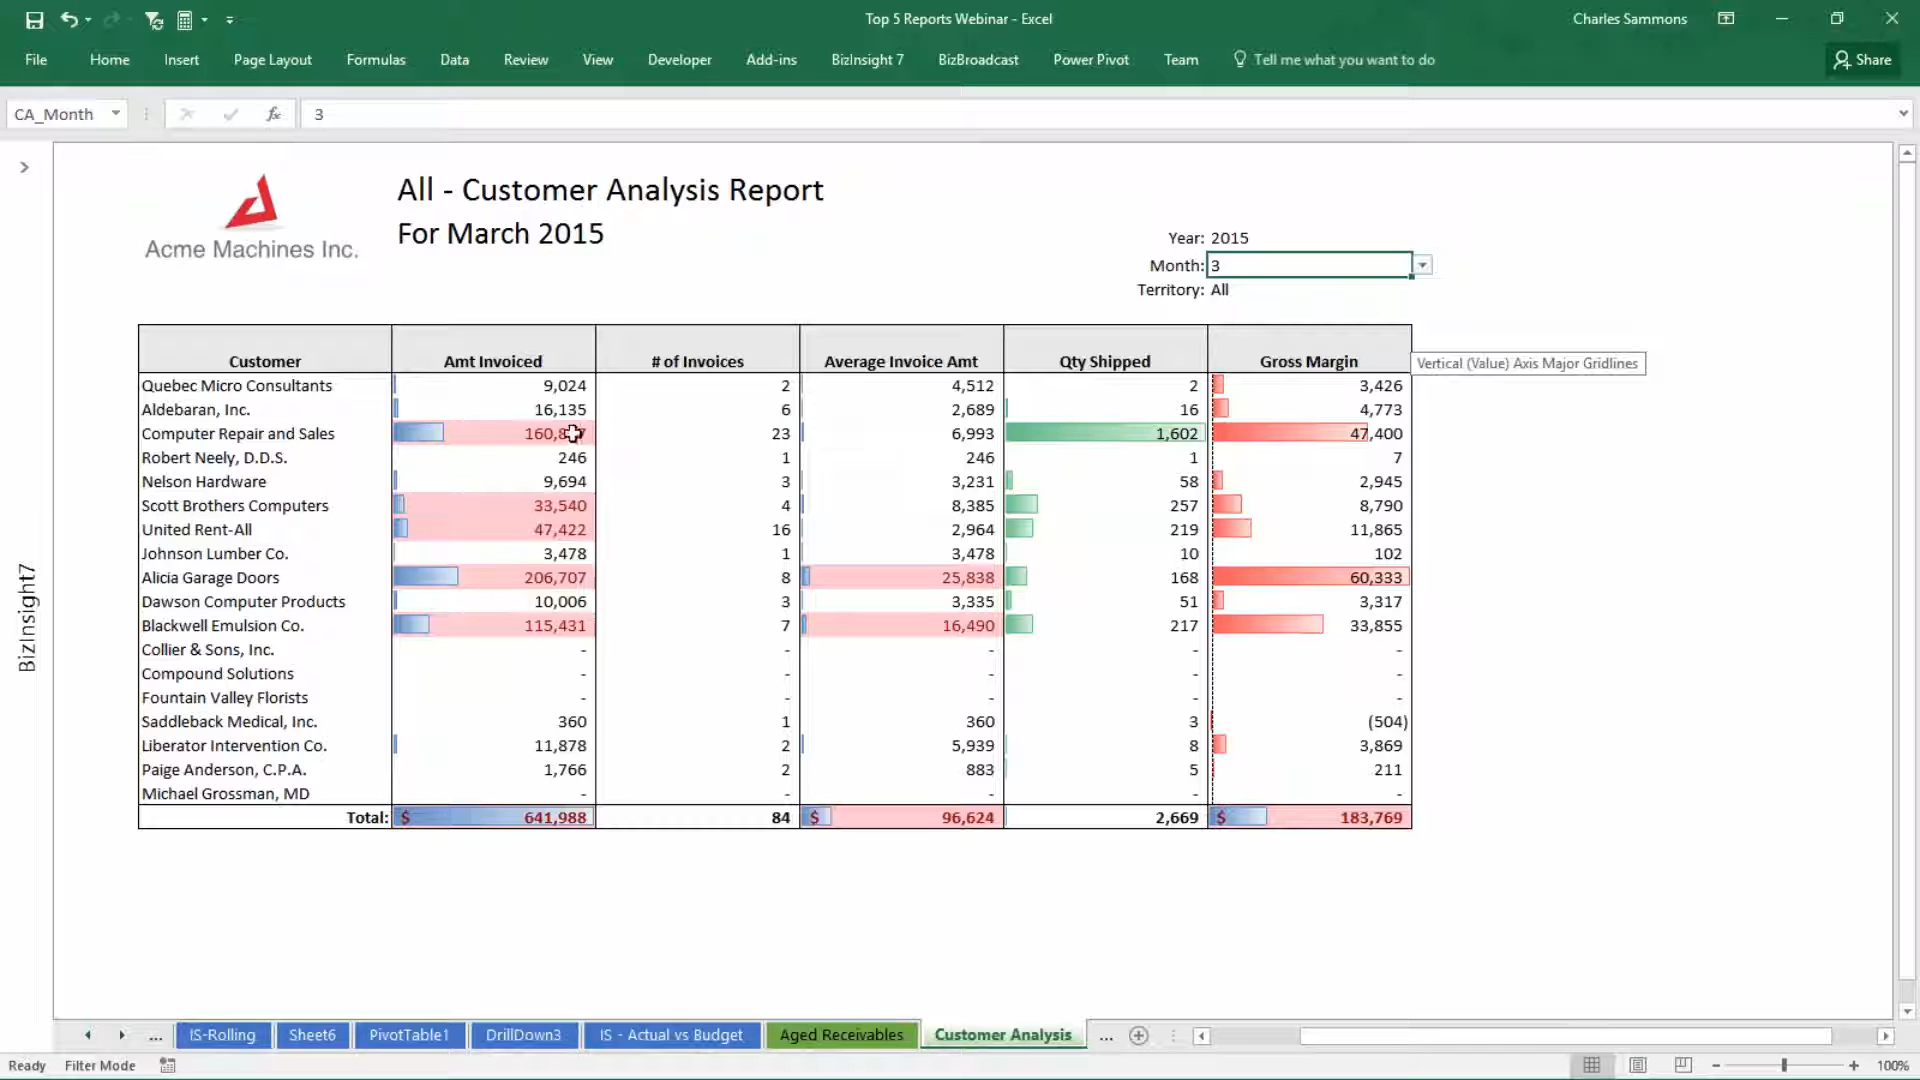 Top 5 Reports Webinar - Excel
Charles Sammons
File Home Insert Page Layout Formulas Data Review View Developer Add-ins BizInsight 7 BizBroadcast Power Pivot Team Tell me what you want to do Share
CA_Month fx 3
All - Customer Analysis Report
For March 2015
Acme Machines Inc.
Year: 2015
Month: 3
Territory: All
Customer Amt Invoiced # of Invoices Average Invoice Amt Qty Shipped Gross Margin
Vertical (Value) Axis Major Gridlines
Quebec Micro Consultants 9,024 2 4,512 2 3,426
Aldebaran, Inc. 16,135 6 2,689 16 4,773
Computer Repair and Sales 23 6,993 1,602 47,400
Robert Neely, D.D.S. 246 1 246 1 7
Nelson Hardware 9,694 3 3,231 58 2,945
Scott Brothers Computers 33,540 4 8,385 257 8,790
United Rent-All 47,422 16 2,964 219 11,865
Johnson Lumber Co. 3,478 1 3,478 10 102
Alicia Garage Doors 206,707 8 25,838 168 60,333
Dawson Computer Products 10,006 3 3,335 51 3,317
Blackwell Emulsion Co. 115,431 7 16,490 217 33,855
Collier & Sons, Inc. - - - - -
Compound Solutions - - - - -
Fountain Valley Florists - - - - -
Saddleback Medical, Inc. 360 1 360 3 (504)
Liberator Intervention Co. 11,878 2 5,939 8 3,869
Paige Anderson, C.P.A. 1,766 2 883 5 211
Michael Grossman, MD - - - - -
Total: $ 641,988 84 $ 96,624 2,669 $ 183,769
BizInsight7
... IS-Rolling Sheet6 PivotTable1 DrillDown3 IS - Actual vs Budget Aged Receivables Customer Analysis ...
Ready Filter Mode 100%